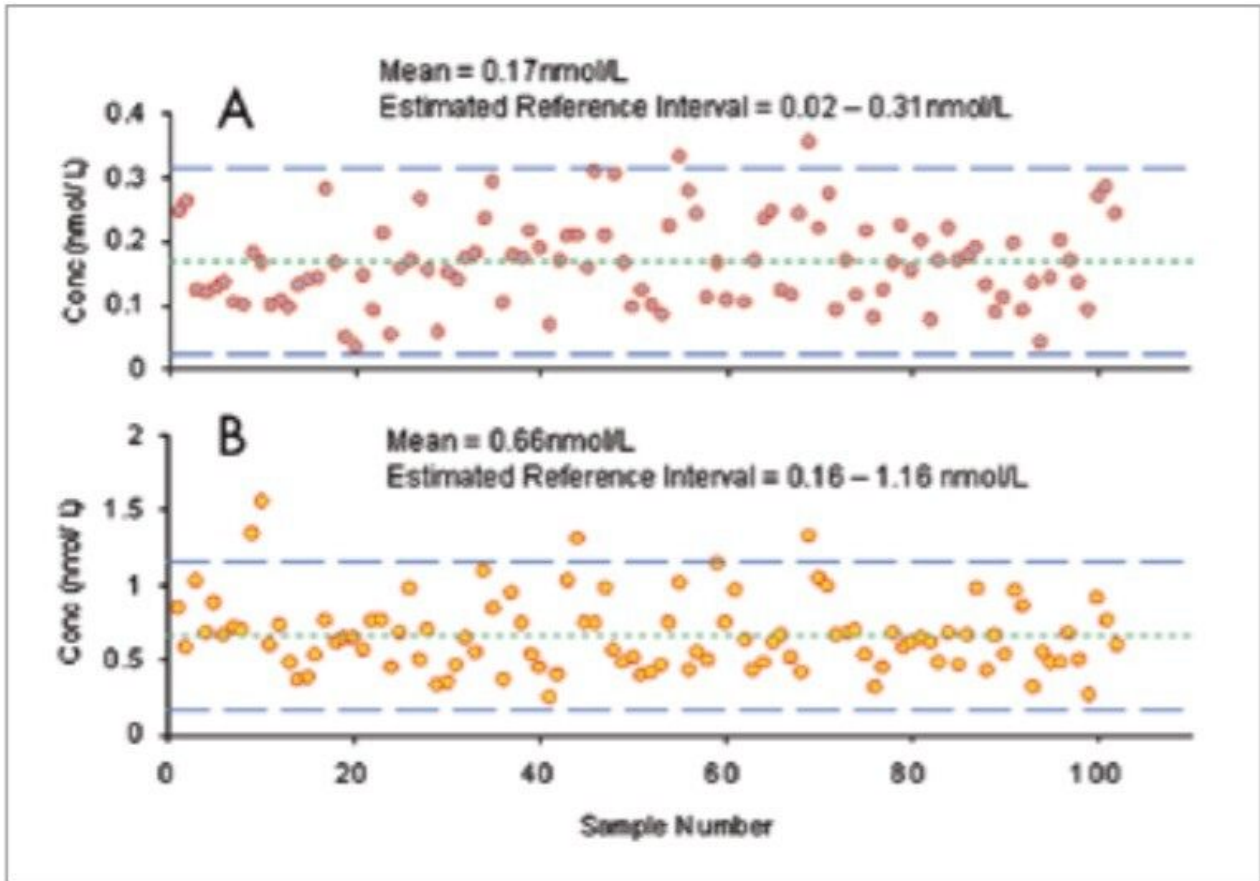 A
Mean = 0.17nmol/L
Estimated Reference Interval = 0.02 – 0.31nmol/L
Conc (nmol/L)
0.4
0.3
0.2
0.1
0
B
Mean = 0.66nmol/L
Estimated Reference Interval = 0.16 – 1.16 nmol/L
Conc (nmol/L)
2
1.5
1
0.5
0
0 20 40 60 80 100
Sample Number